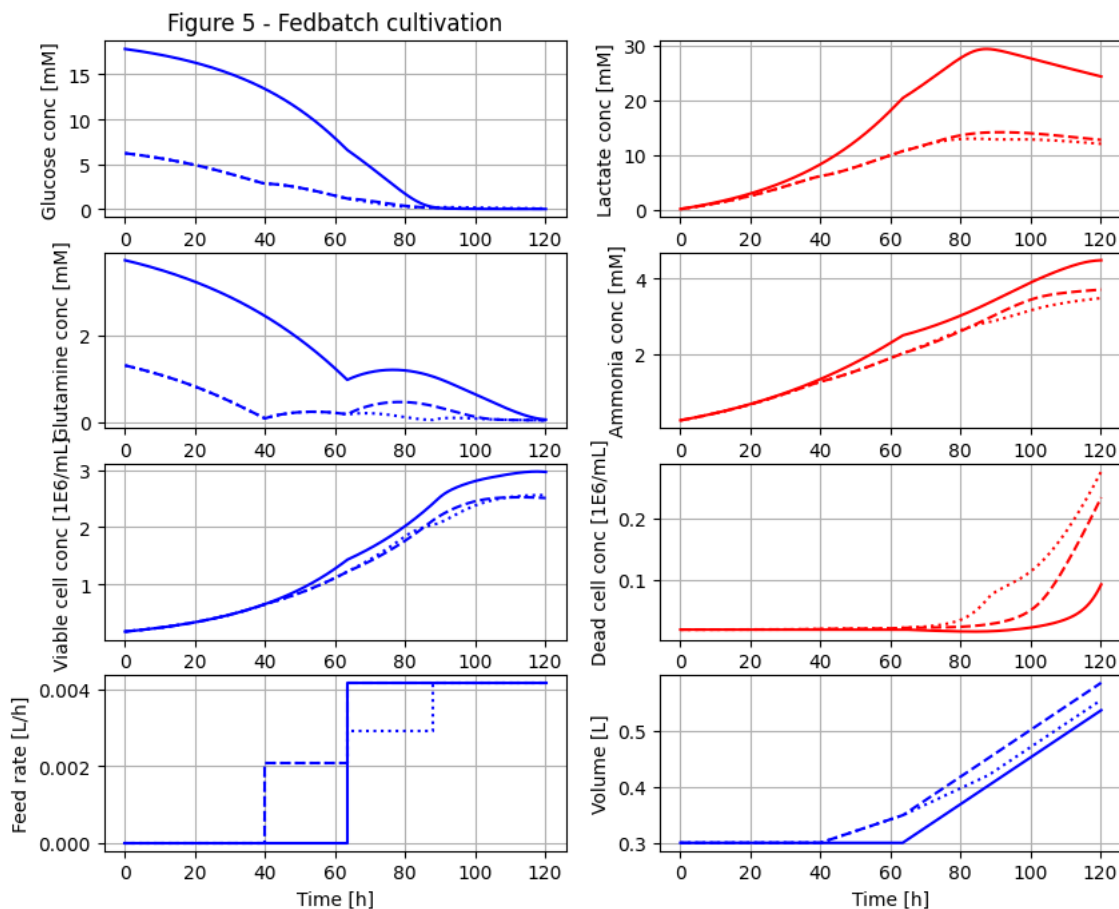 Figure 5 - Fedbatch cultivation
Glucose conc [mM]
15
10
5
0
0 20 40 60 80 100 120
Lactate conc [mM]
30
20
10
0
0 20 40 60 80 100 120
Glutamine conc [mM]
2
0
0 20 40 60 80 100 120
Ammonia conc [mM]
4
2
0 20 40 60 80 100 120
Viable cell conc [1E6/mL]
3
2
1
0 20 40 60 80 100 120
Dead cell conc [1E6/mL]
0.2
0.1
0 20 40 60 80 100 120
Feed rate [L/h]
0.004
0.002
0.000
0 20 40 60 80 100 120
Time [h]
Volume [L]
0.5
0.4
0.3
0 20 40 60 80 100 120
Time [h]